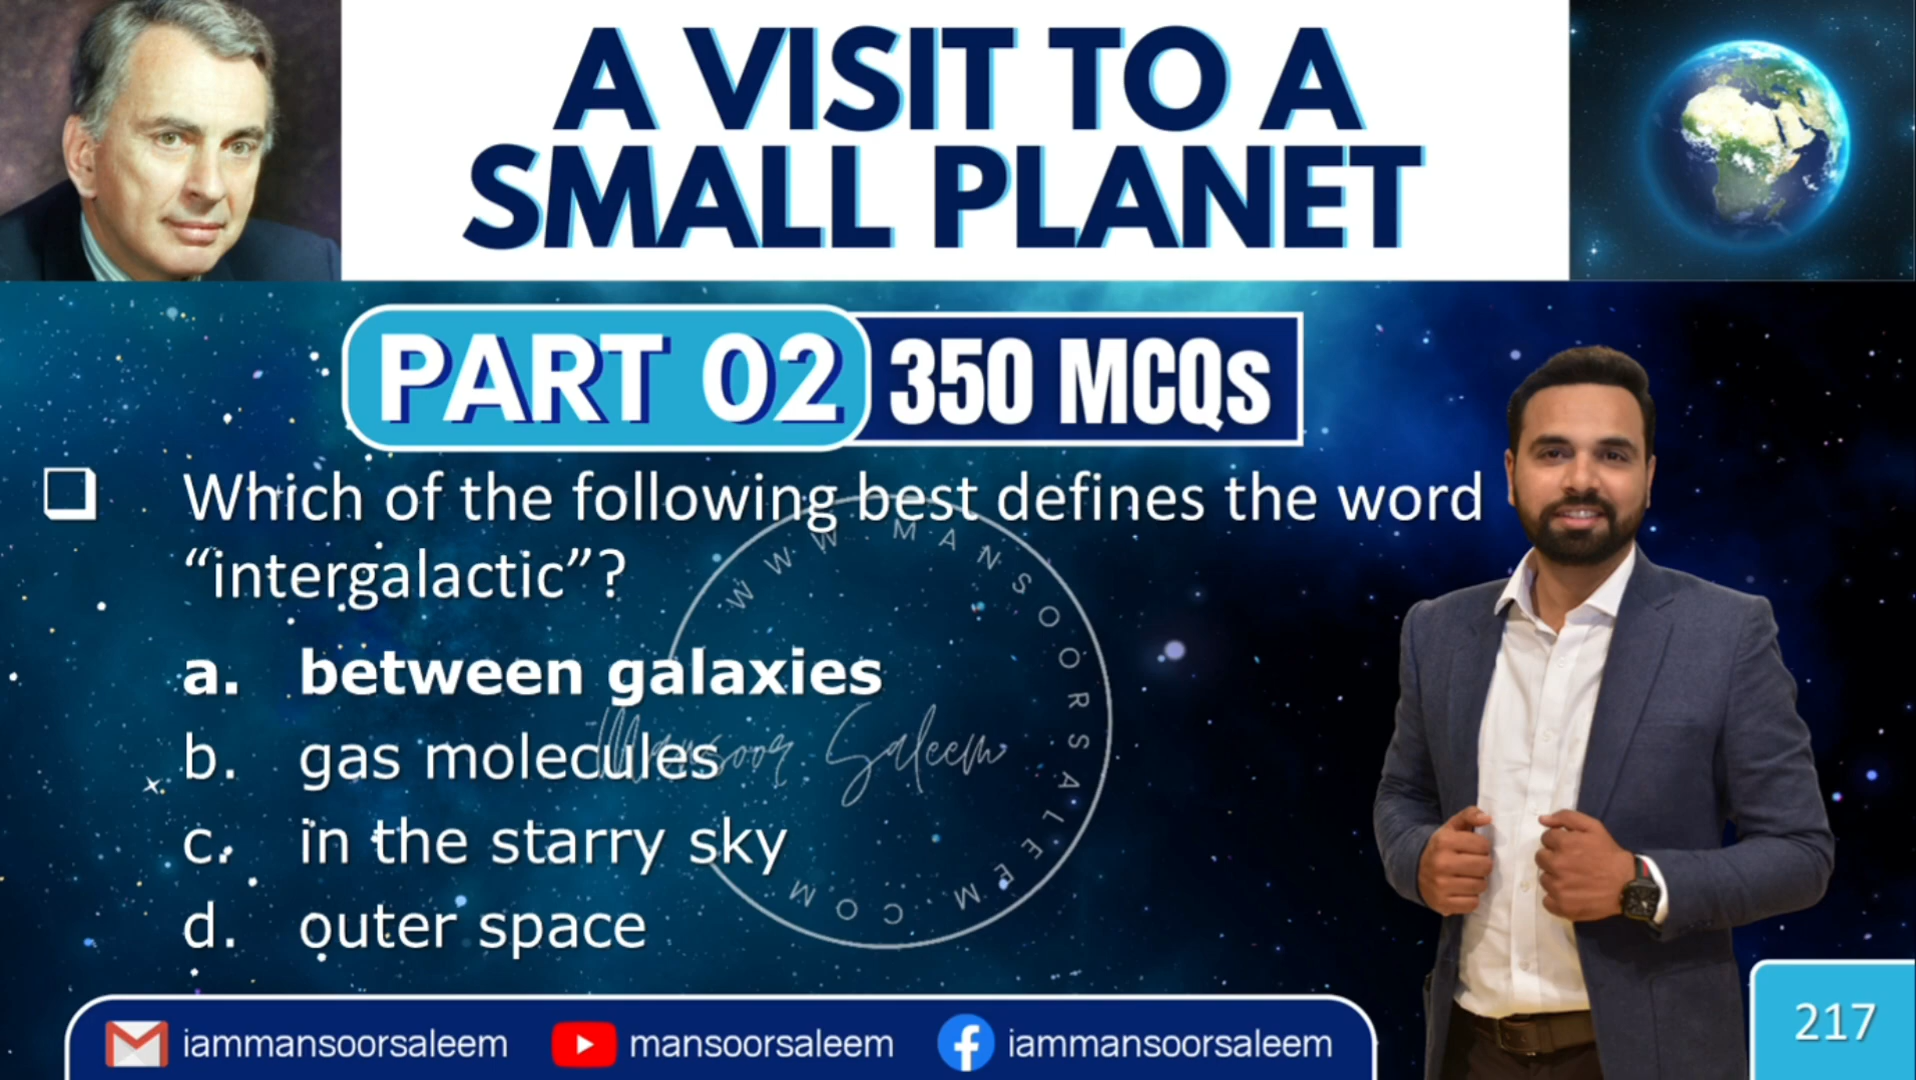 A VISIT TO A
SMALL PLANET
PART 02 350 MCQs
Which of the following best defines the word
“intergalactic”?
a. between galaxies
b. gas molecules
c. in the starry sky
d. outer space
WWW.MANSOORSALEEM.COM
Mansoor Saleem
iammansoorsaleem mansoorsaleem iammansoorsaleem
217